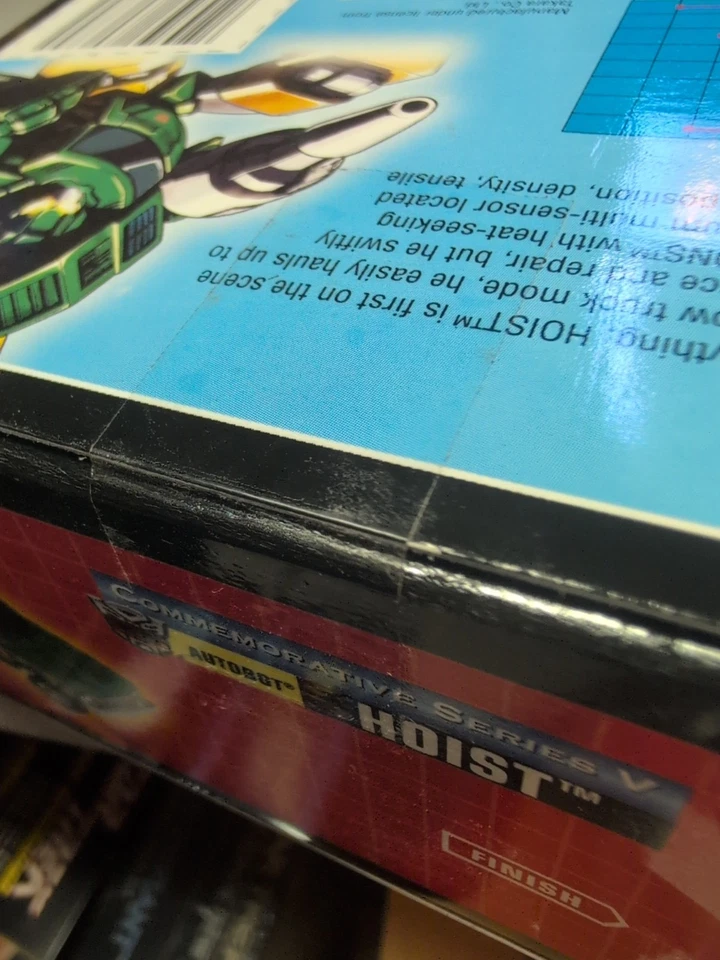 Manufactured under license from
Takara Co., Ltd.
ything, HOIST™ is first on the scene
ow truck mode, he easily hauls up to
ce and repair, but he swiftly
ONS™ with heat-seeking
arm multi-sensor located
position, density, tensile
COMMEMORATIVE SERIES V
AUTOBOT®
HOIST™
FINISH